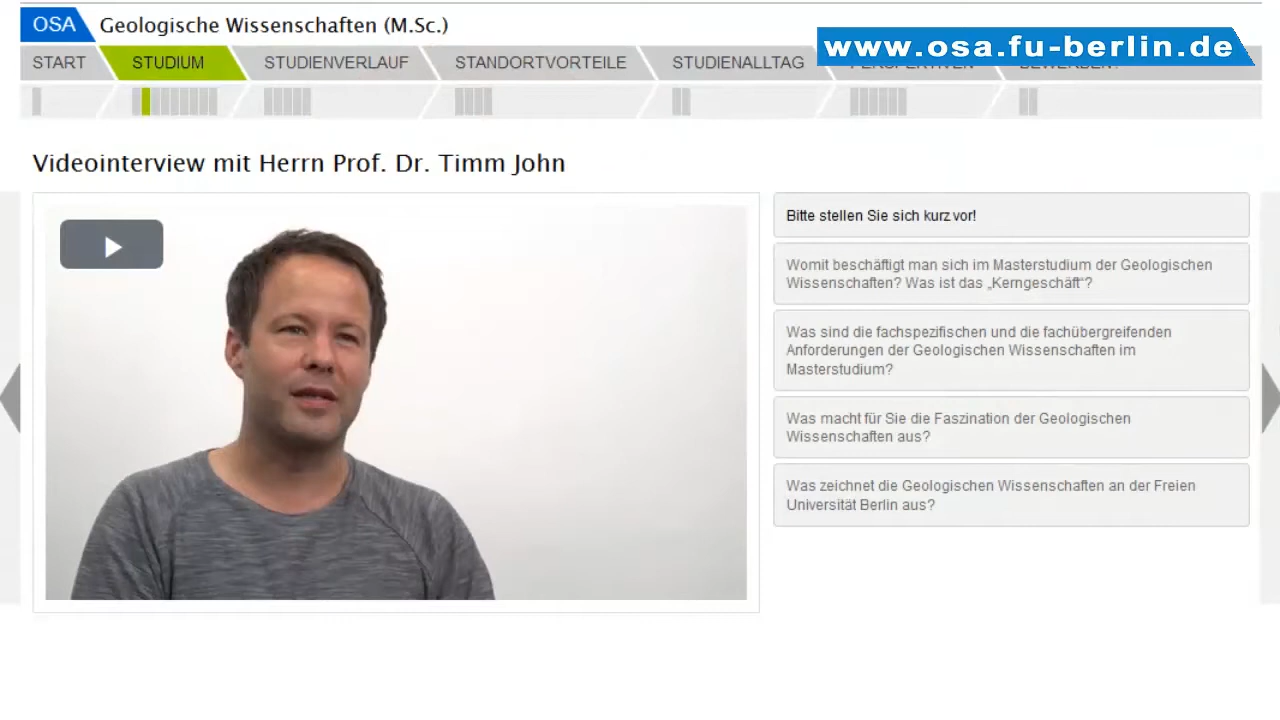 OSA Geologische Wissenschaften (M.Sc.)
www.osa.fu-berlin.de
START STUDIUM STUDIENVERLAUF STANDORTVORTEILE STUDIENALLTAG
Videointerview mit Herrn Prof. Dr. Timm John
Bitte stellen Sie sich kurz vor!
Womit beschäftigt man sich im Masterstudium der Geologischen
Wissenschaften? Was ist das „Kerngeschäft“?
Was sind die fachspezifischen und die fachübergreifenden
Anforderungen der Geologischen Wissenschaften im
Masterstudium?
Was macht für Sie die Faszination der Geologischen
Wissenschaften aus?
Was zeichnet die Geologischen Wissenschaften an der Freien
Universität Berlin aus?